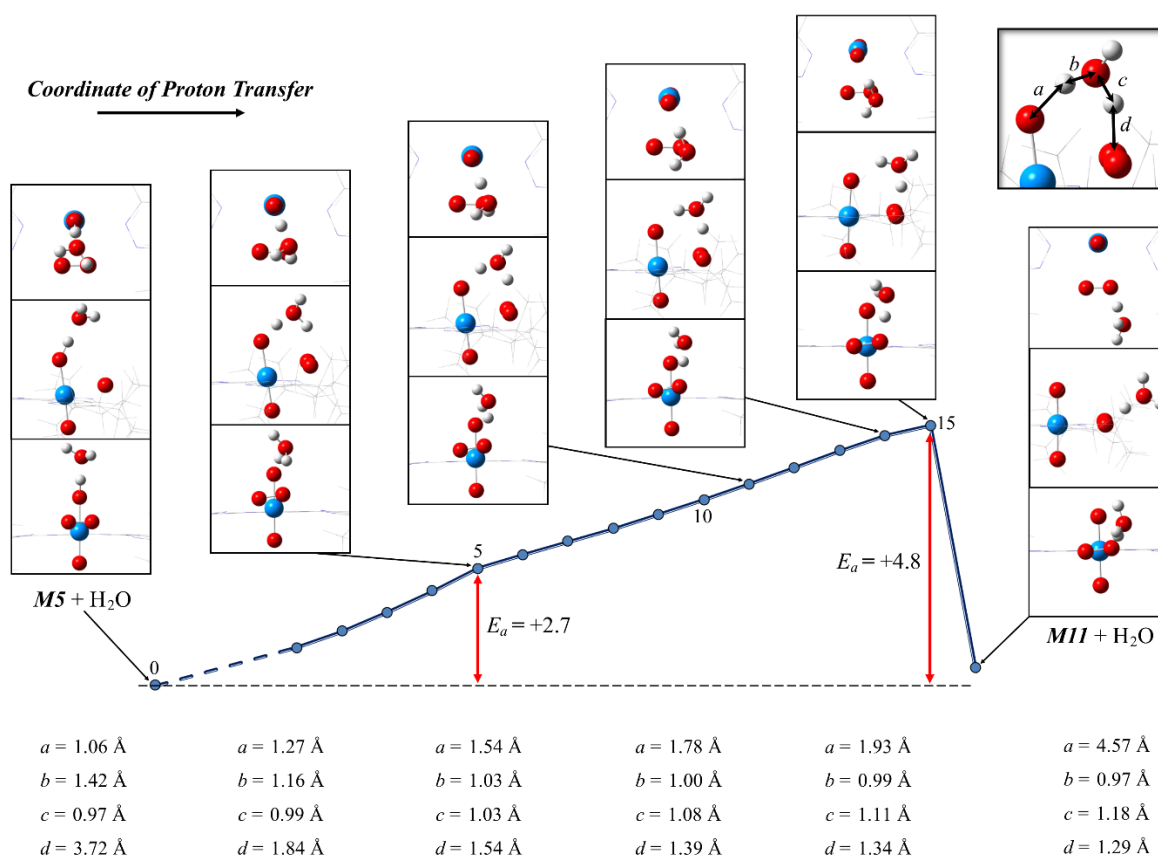 Coordinate of Proton Transfer
b
a
c
d
M5 + H₂O
0
5
Eₐ = +2.7
10
15
Eₐ = +4.8
M11 + H₂O
a = 1.06 Å a = 1.27 Å a = 1.54 Å a = 1.78 Å a = 1.93 Å a = 4.57 Å
b = 1.42 Å b = 1.16 Å b = 1.03 Å b = 1.00 Å b = 0.99 Å b = 0.97 Å
c = 0.97 Å c = 0.99 Å c = 1.03 Å c = 1.08 Å c = 1.11 Å c = 1.18 Å
d = 3.72 Å d = 1.84 Å d = 1.54 Å d = 1.39 Å d = 1.34 Å d = 1.29 Å